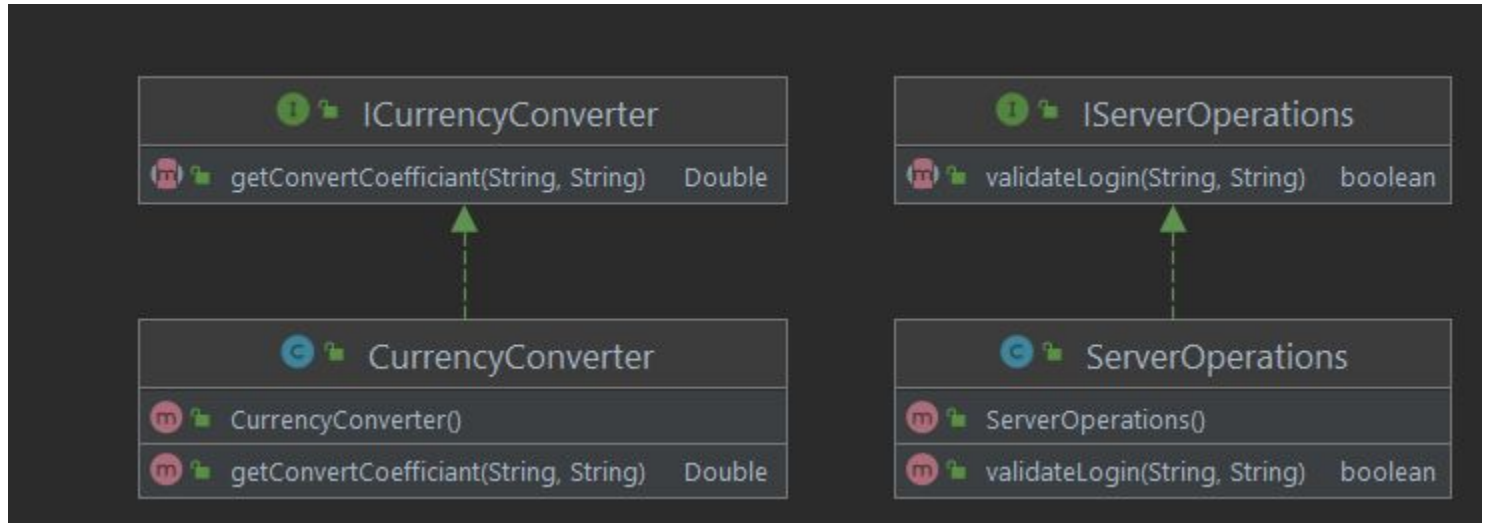 ICurrencyConverter
getConvertCoefficiant(String, String) Double
CurrencyConverter
CurrencyConverter()
getConvertCoefficiant(String, String) Double
IServerOperations
validateLogin(String, String) boolean
ServerOperations
ServerOperations()
validateLogin(String, String) boolean